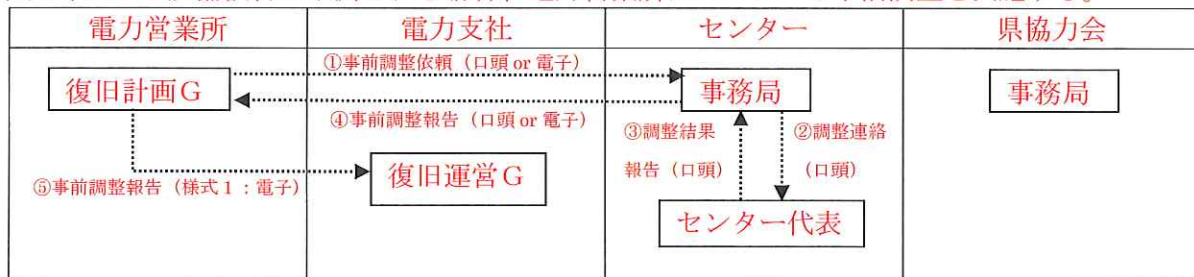 電力営業所 電力支社 センター 県協力会
①事前調整依頼（口頭 or 電子）
復旧計画G 事務局 事務局
④事前調整報告（口頭 or 電子）
③調整結果 ②調整連絡
報告（口頭） （口頭）
復旧運営G
⑤事前調整報告（様式1：電子）
センター代表